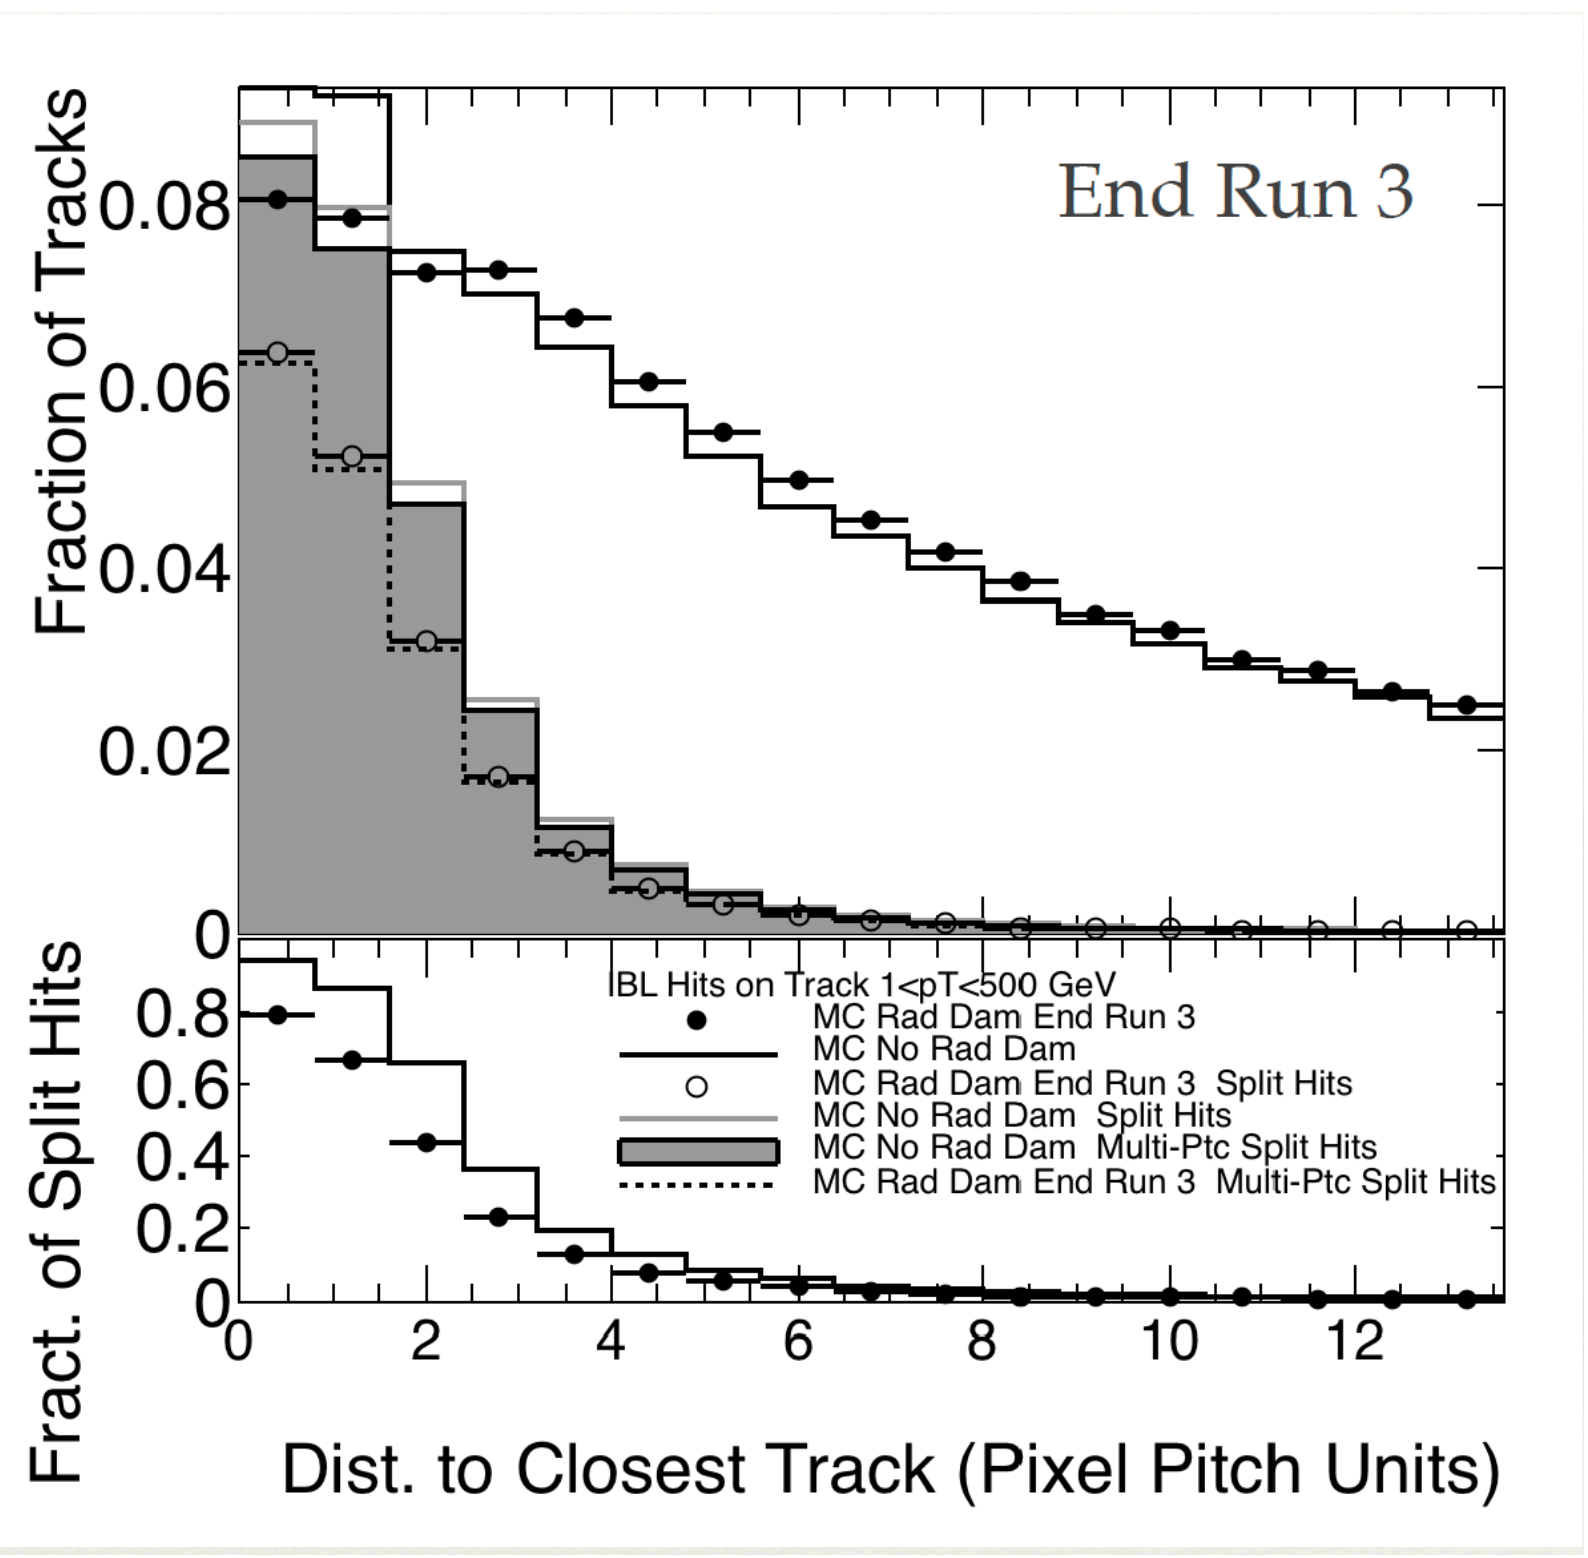 End Run 3
Fraction of Tracks
0.08
0.06
0.04
0.02
0
Fract. of Split Hits
0.8
0.6
0.4
0.2
0
IBL Hits on Track 1<pT<500 GeV
MC Rad Dam End Run 3
MC No Rad Dam
MC Rad Dam End Run 3 Split Hits
MC No Rad Dam Split Hits
MC No Rad Dam Multi-Ptc Split Hits
MC Rad Dam End Run 3 Multi-Ptc Split Hits
0 2 4 6 8 10 12
Dist. to Closest Track (Pixel Pitch Units)